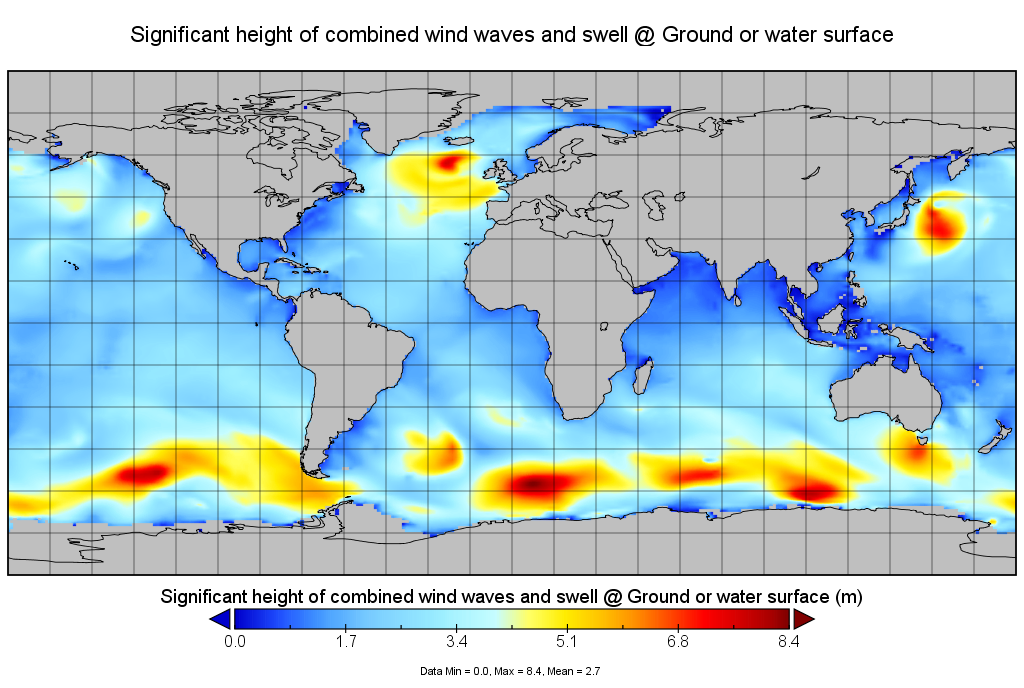 Significant height of combined wind waves and swell @ Ground or water surface
Significant height of combined wind waves and swell @ Ground or water surface (m)
0.0 1.7 3.4 5.1 6.8 8.4
Data Min = 0.0, Max = 8.4, Mean = 2.7